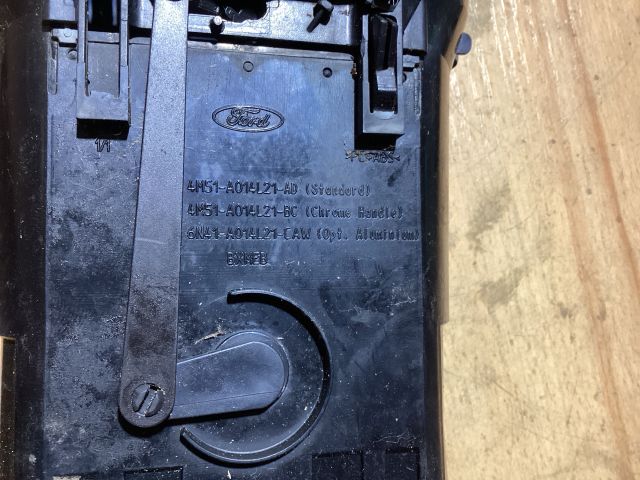 Ford
1/1
>PC+ABS<
4M51-A014L21-AD (Standard)
4M51-A014L21-BC (Chrome Handle)
6N41-A014L21-CAW (Opt. Aluminium)